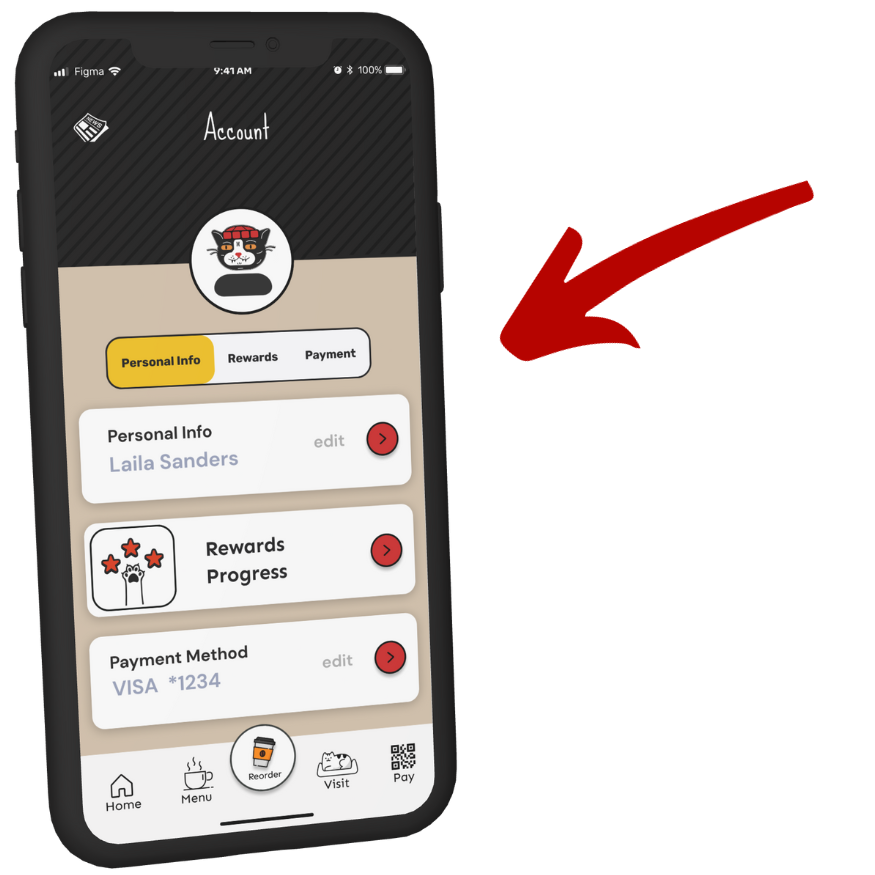 Figma 9:41 AM 100%
NEWS
Account
Personal Info Rewards Payment
Personal Info
Laila Sanders
edit
Rewards
Progress
Payment Method
VISA *1234
edit
Home Menu Reorder Visit Pay